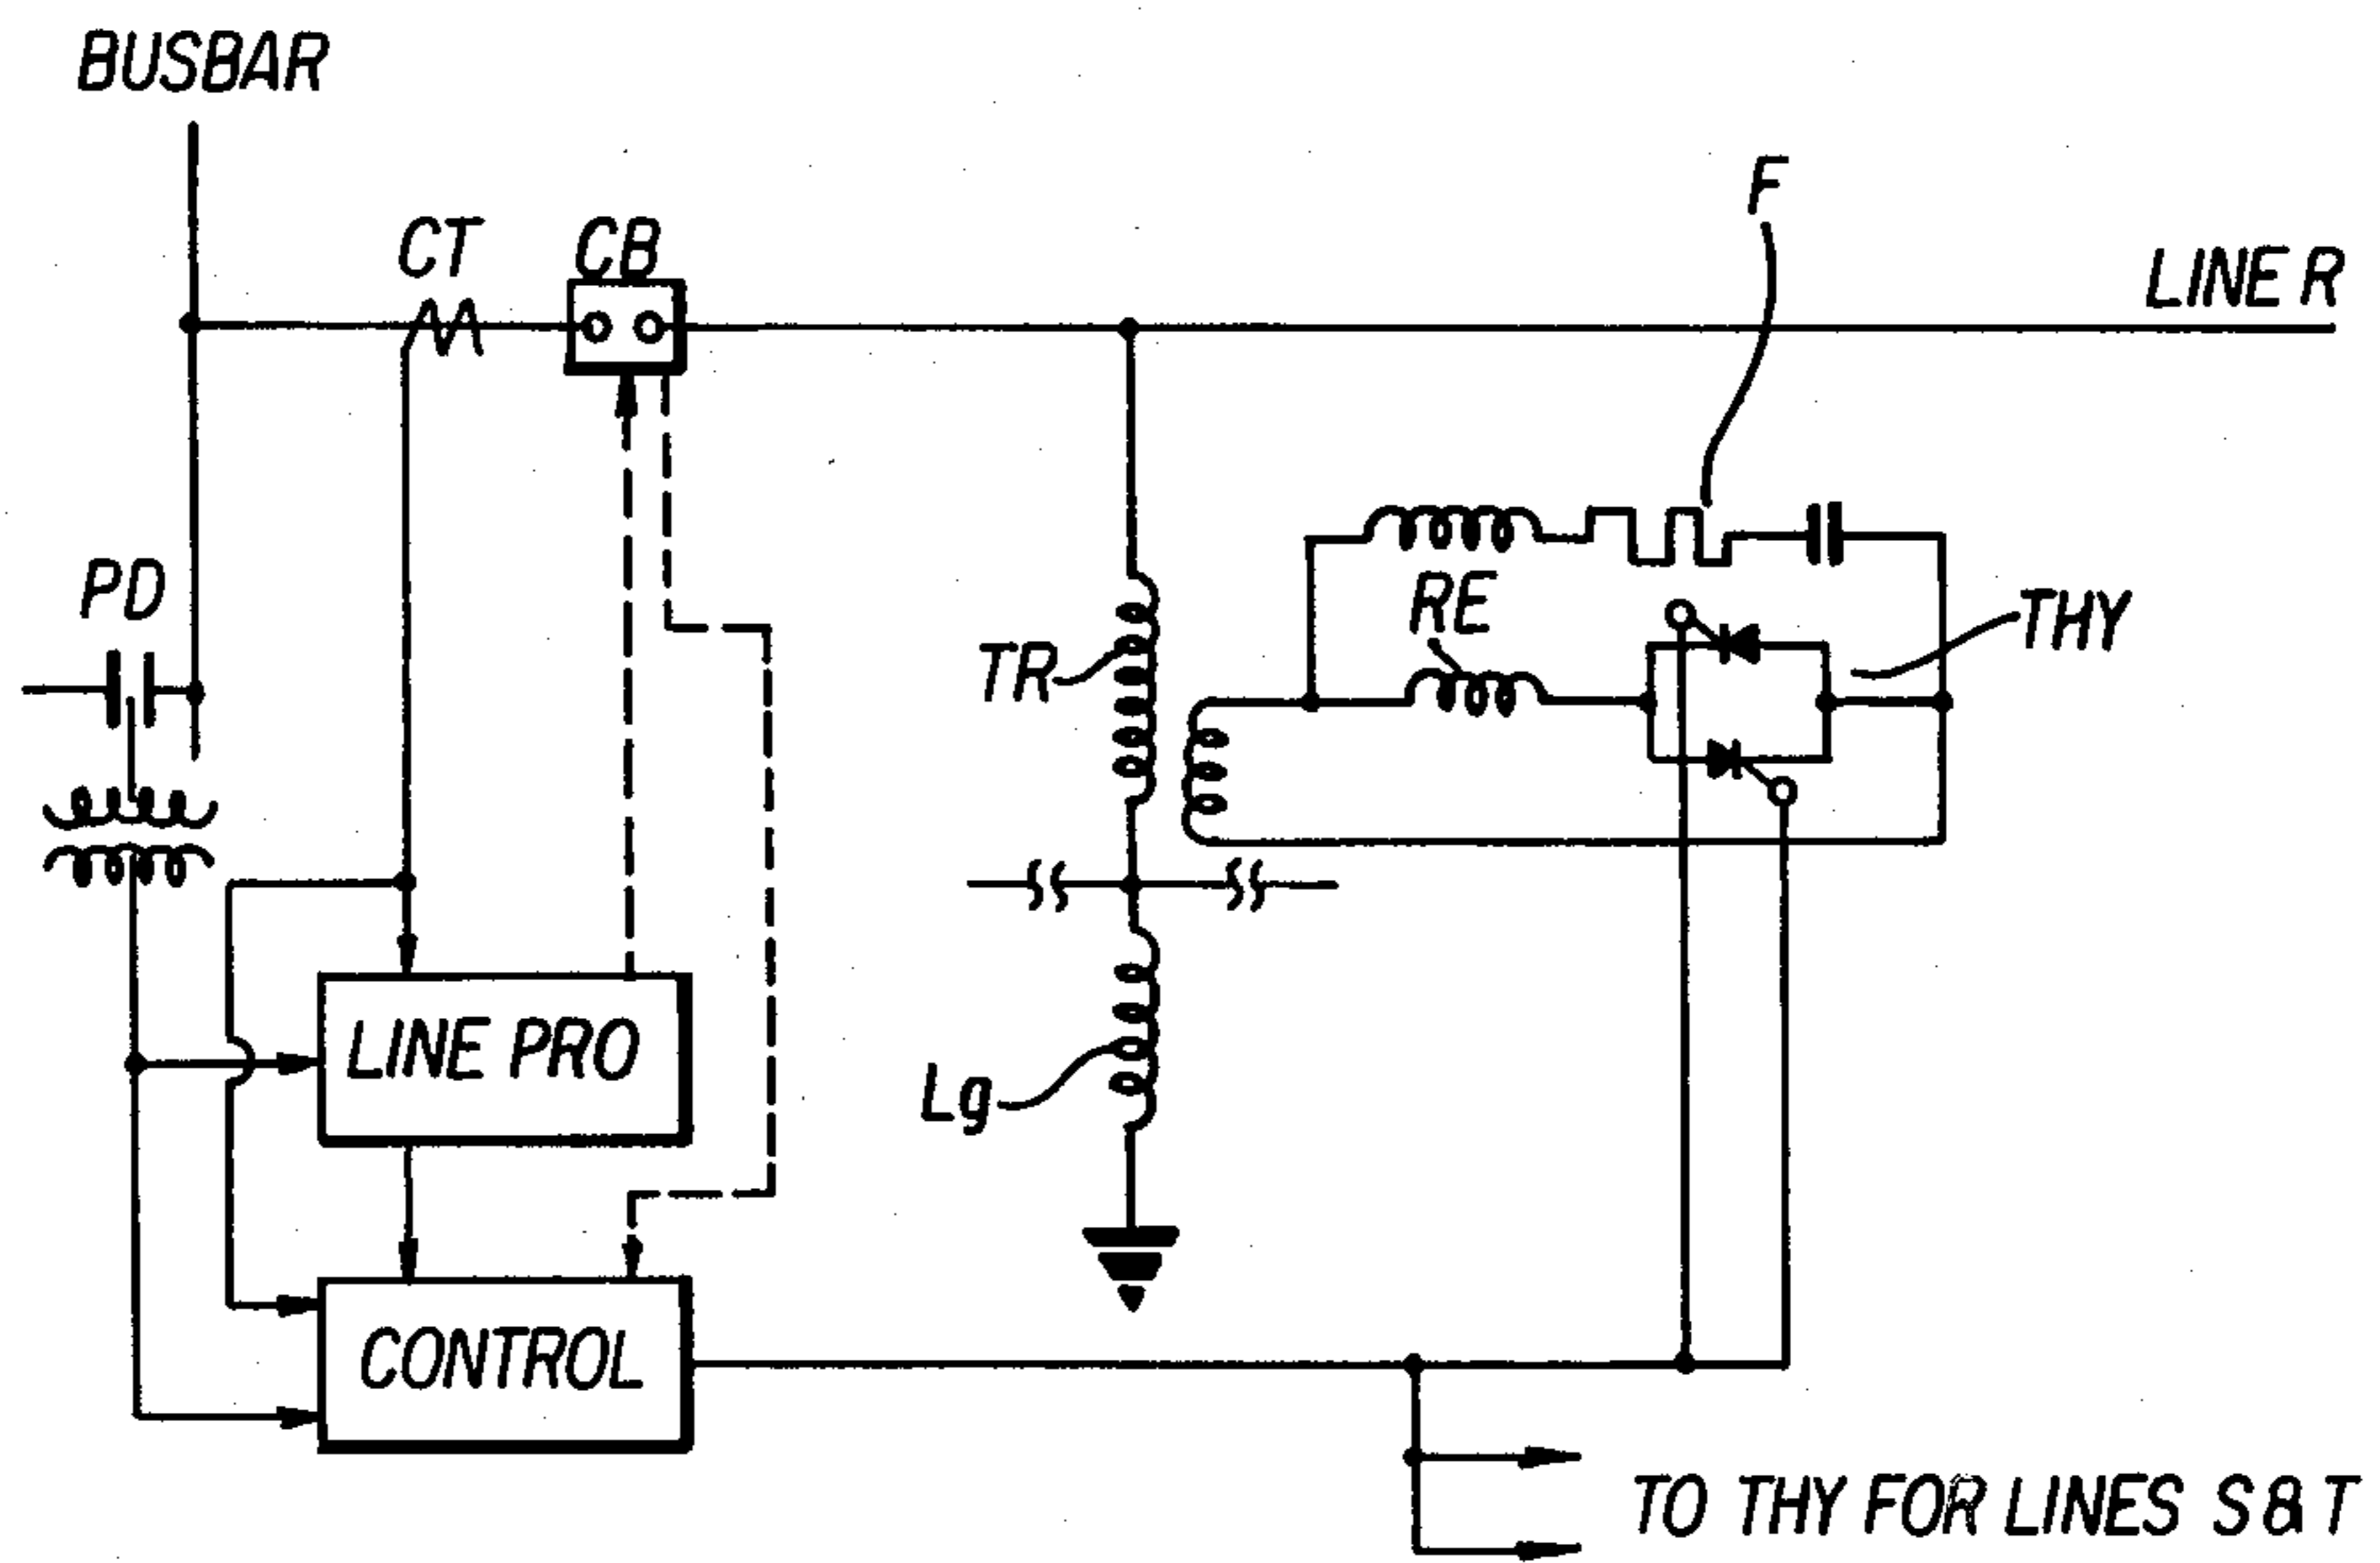 BUSBAR
CT
CB
F
LINE R
PD
RE
THY
TR
LINE PRO
Lg
CONTROL
TO THY FOR LINES S & T